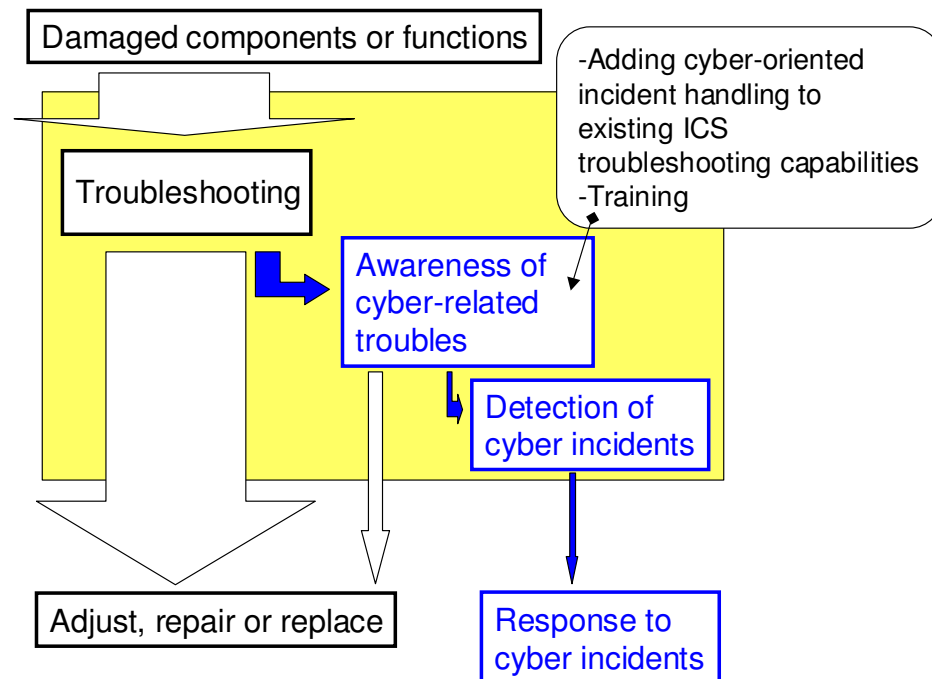 Damaged components or functions
-Adding cyber-oriented
incident handling to
existing ICS
troubleshooting capabilities
-Training
Troubleshooting
Awareness of
cyber-related
troubles
Detection of
cyber incidents
Adjust, repair or replace
Response to
cyber incidents